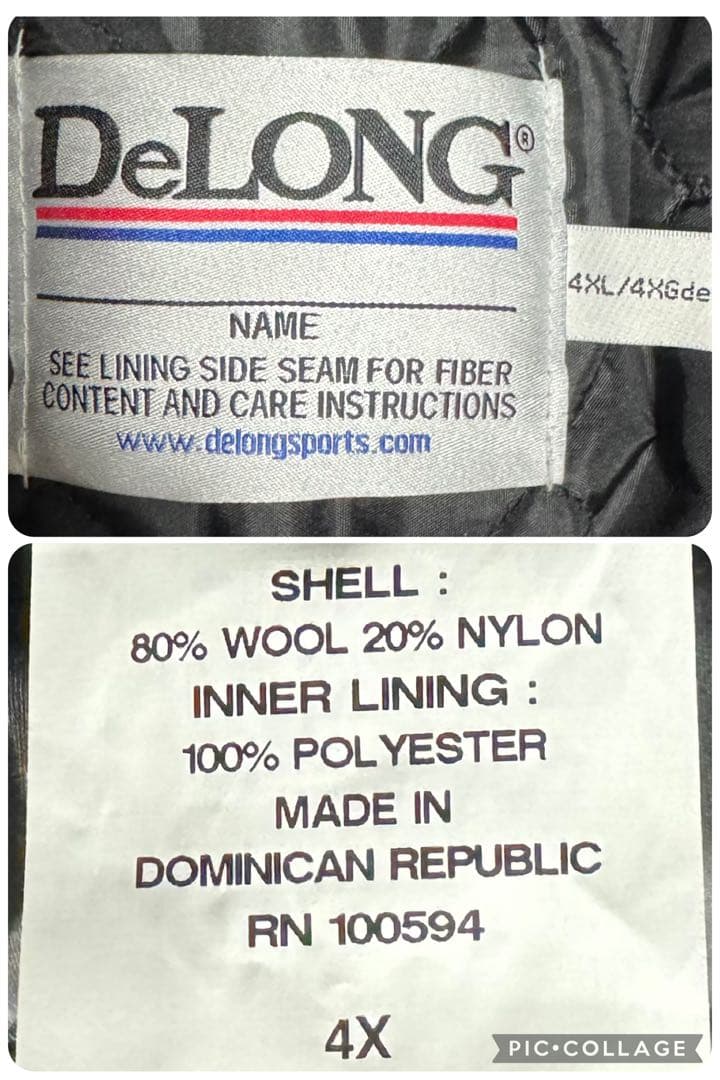 DeLONG®
4XL/4XGde
NAME
SEE LINING SIDE SEAM FOR FIBER
CONTENT AND CARE INSTRUCTIONS
www.delongsports.com
SHELL :
80% WOOL 20% NYLON
INNER LINING :
100% POLYESTER
MADE IN
DOMINICAN REPUBLIC
RN 100594
4X
PIC•COLLAGE